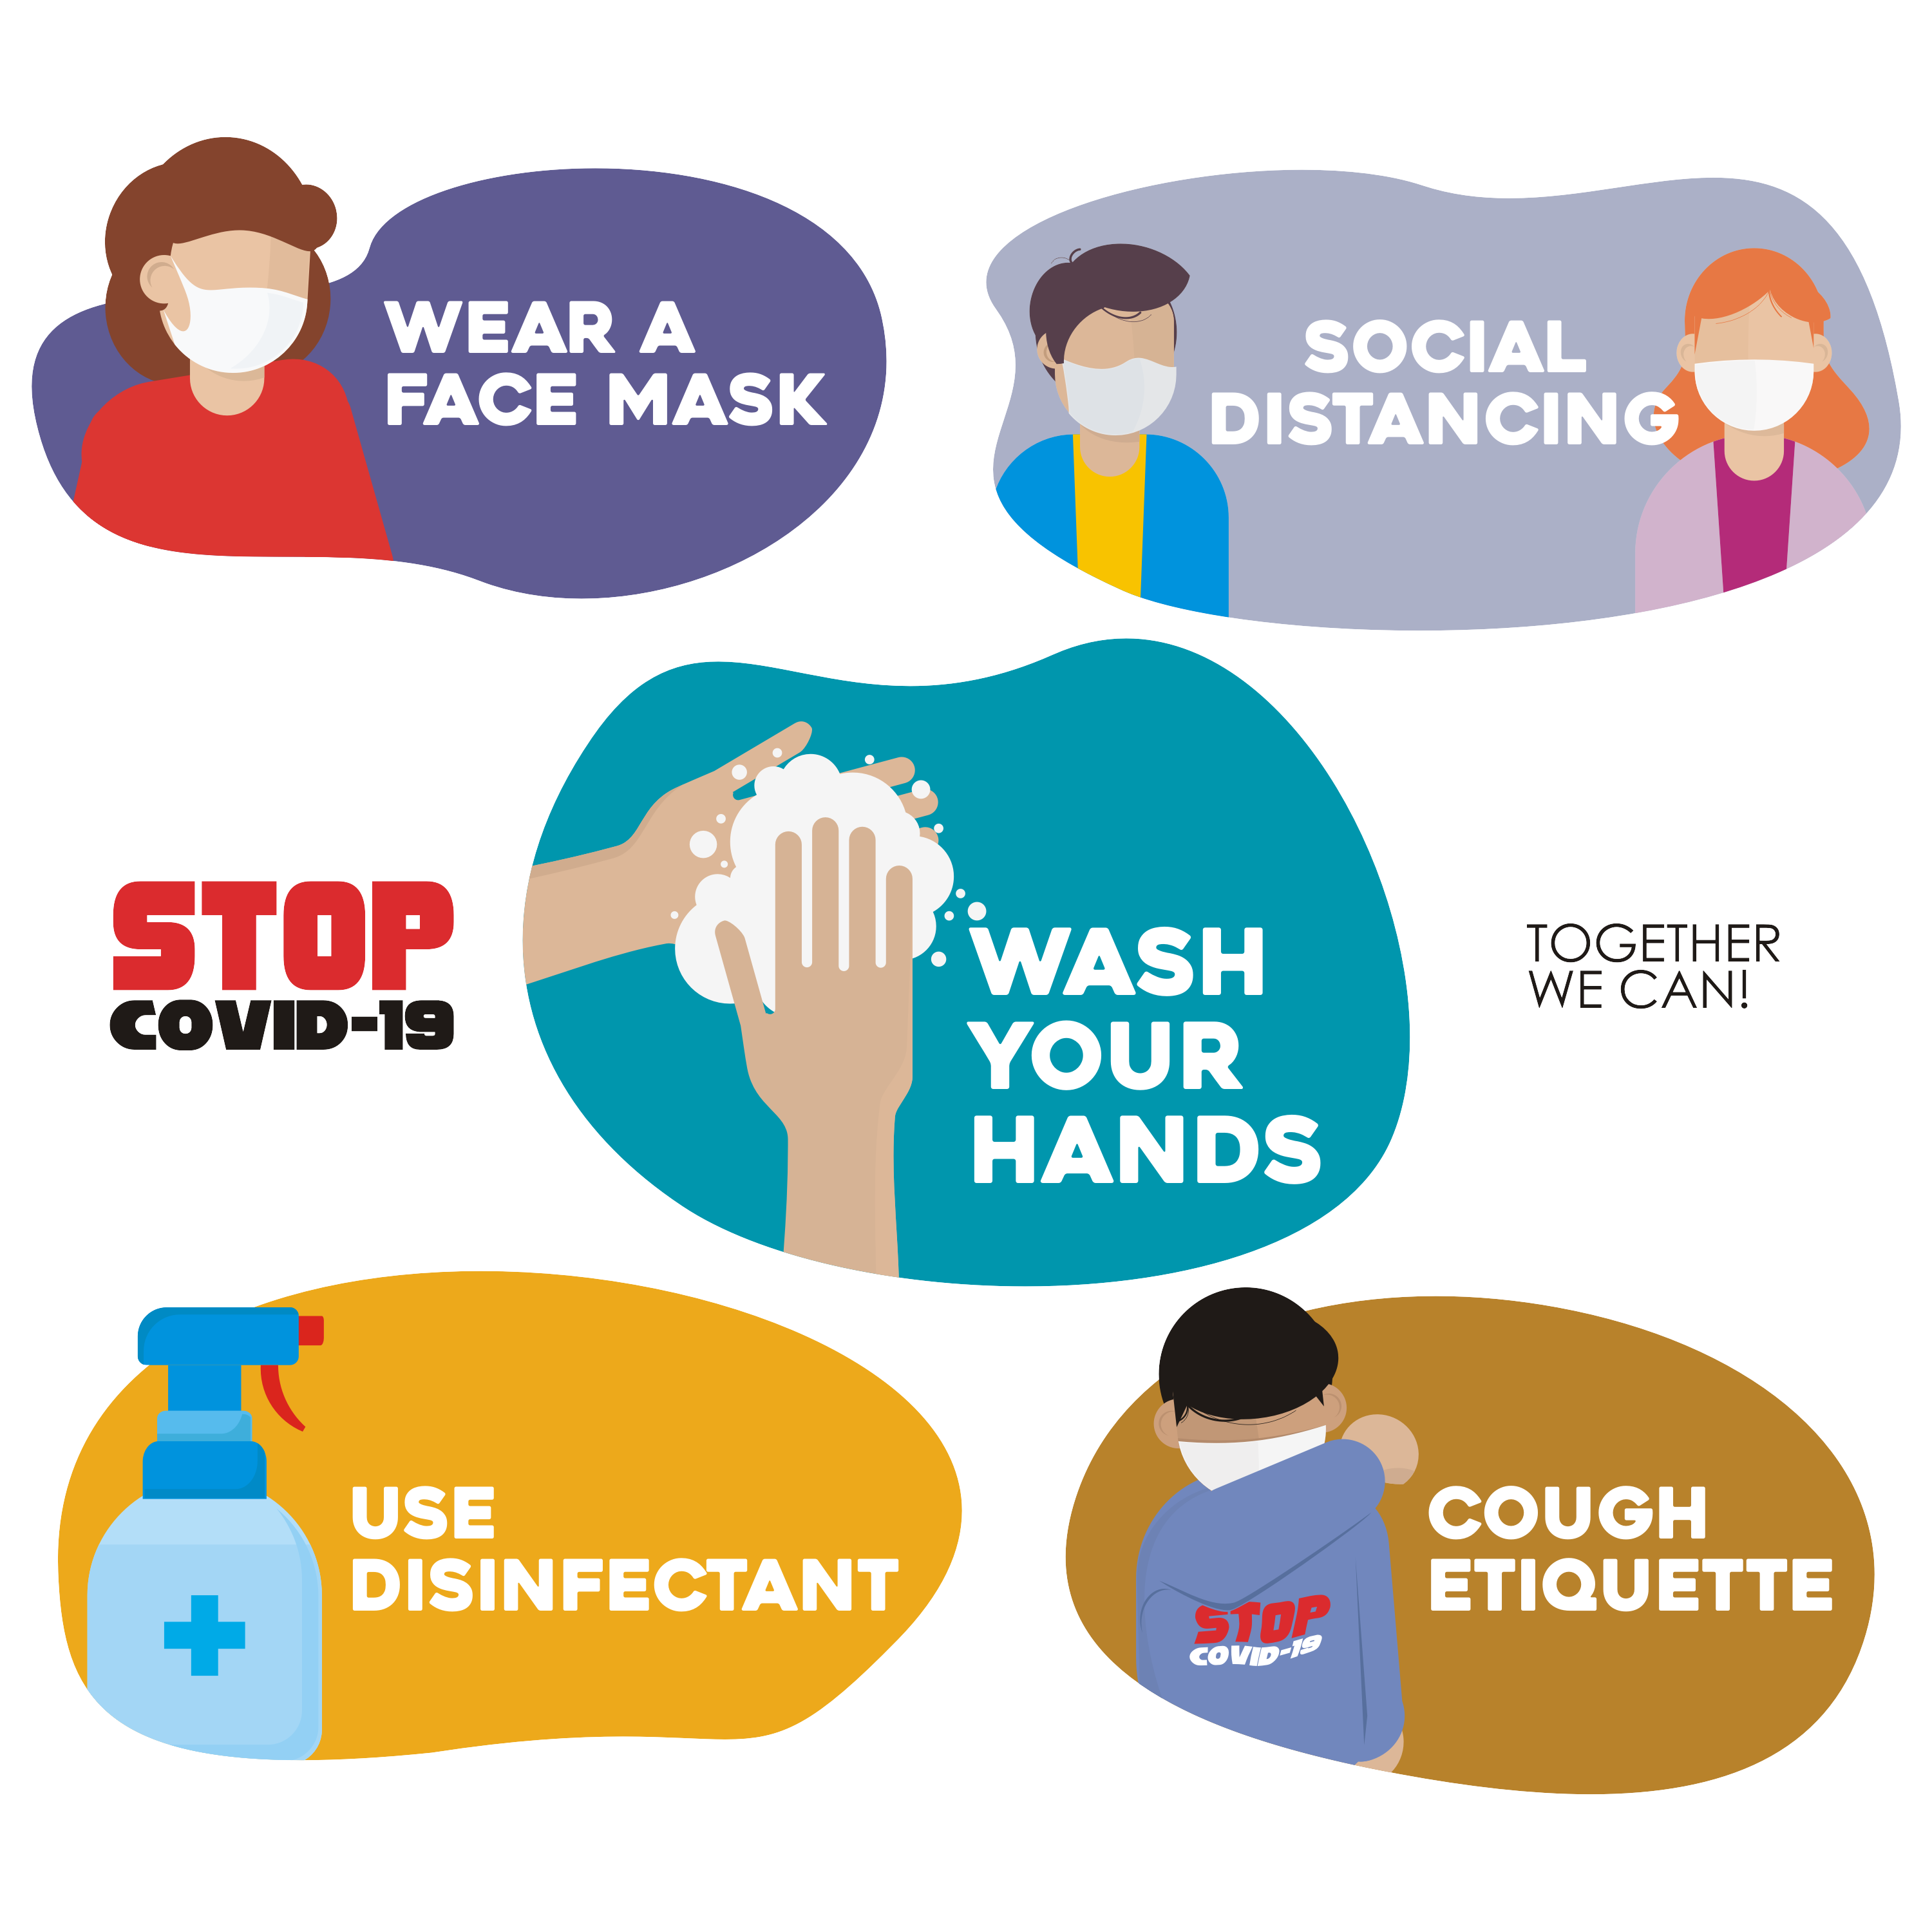 WEAR A
FACE MASK
SOCIAL
DISTANCING
STOP
COVID-19
WASH
YOUR
HANDS
TOGETHER
WE CAN!
USE
DISINFECTANT
COUGH
ETIQUETTE
STOP
COVID-19